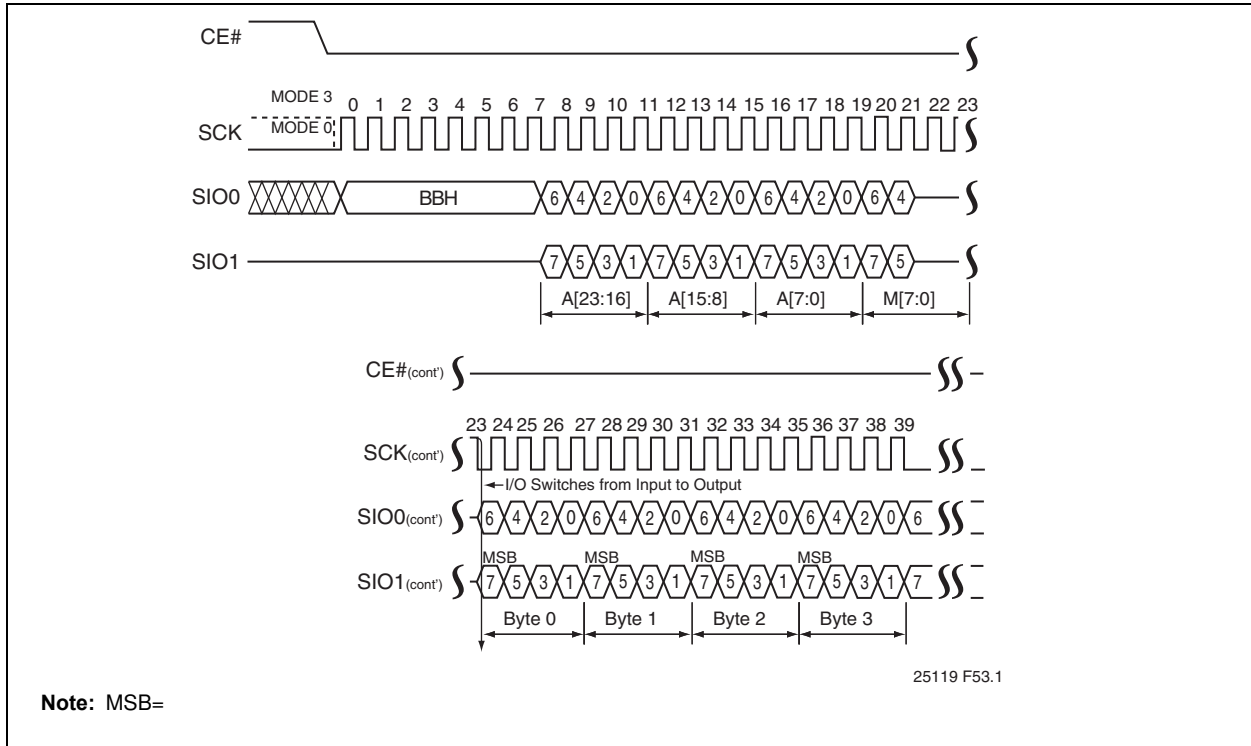 CE#
MODE 3
0 1 2 3 4 5 6 7 8 9 10 11 12 13 14 15 16 17 18 19 20 21 22 23
SCK
MODE 0
SIO0
BBH
6 4 2 0 6 4 2 0 6 4 2 0 6 4
SIO1
7 5 3 1 7 5 3 1 7 5 3 1 7 5
A[23:16] A[15:8] A[7:0] M[7:0]
CE#(cont')
23 24 25 26 27 28 29 30 31 32 33 34 35 36 37 38 39
SCK(cont')
I/O Switches from Input to Output
SIO0(cont')
6 4 2 0 6 4 2 0 6 4 2 0 6 4 2 0 6
MSB MSB MSB MSB
SIO1(cont')
7 5 3 1 7 5 3 1 7 5 3 1 7 5 3 1 7
Byte 0 Byte 1 Byte 2 Byte 3
25119 F53.1
Note: MSB=